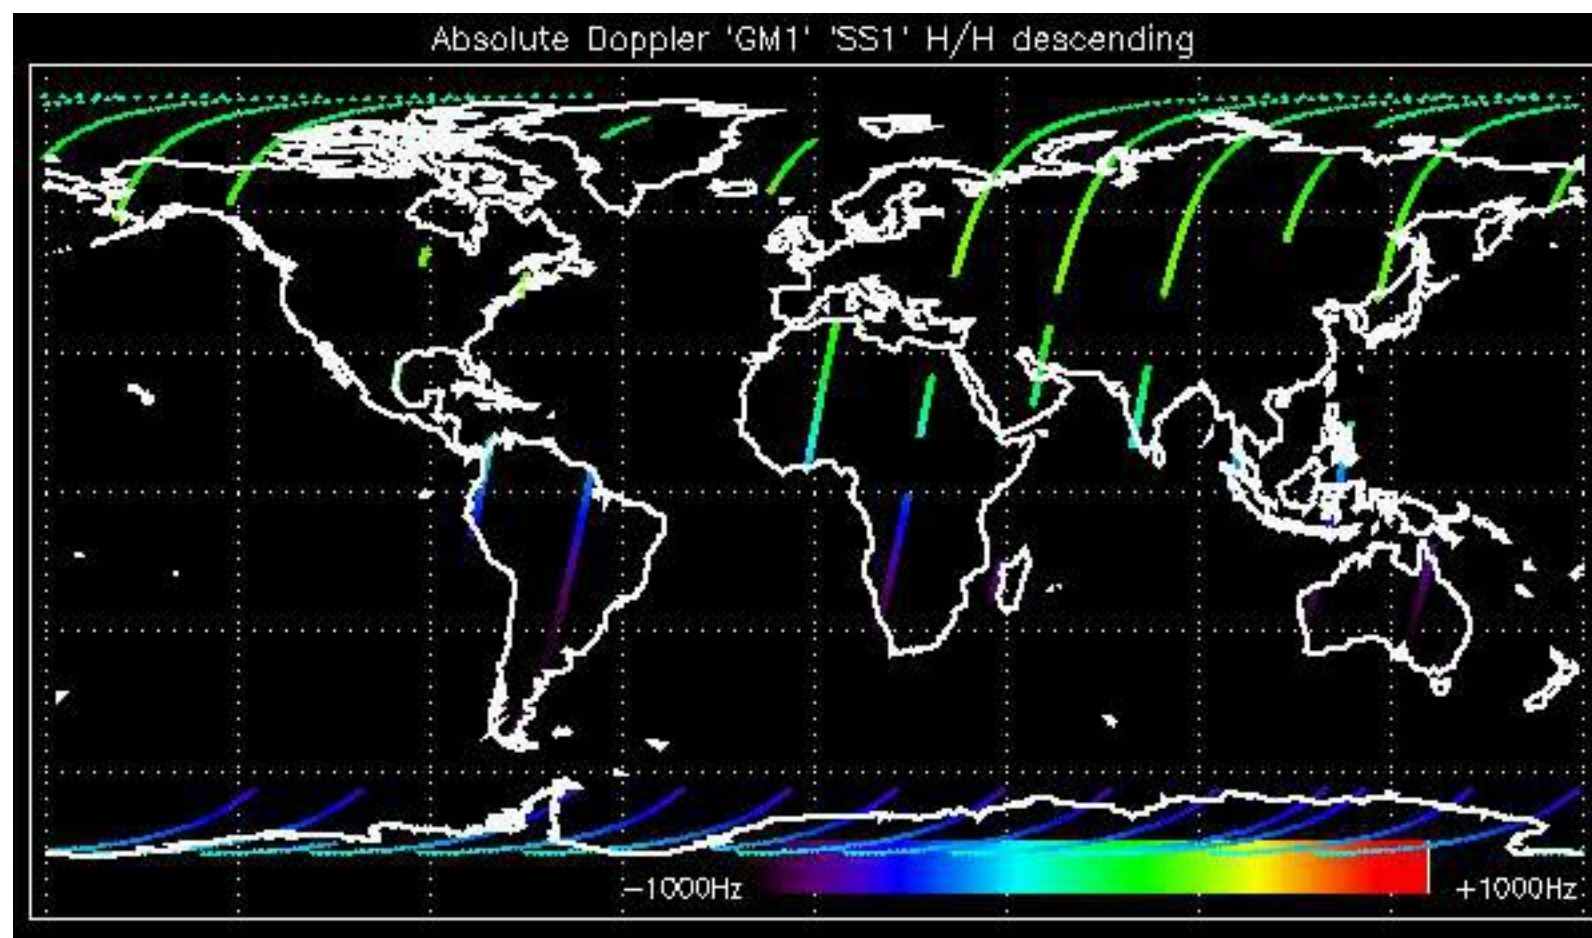 Absolute Doppler 'GM1' 'SS1' H/H descending
-1000Hz
+1000Hz